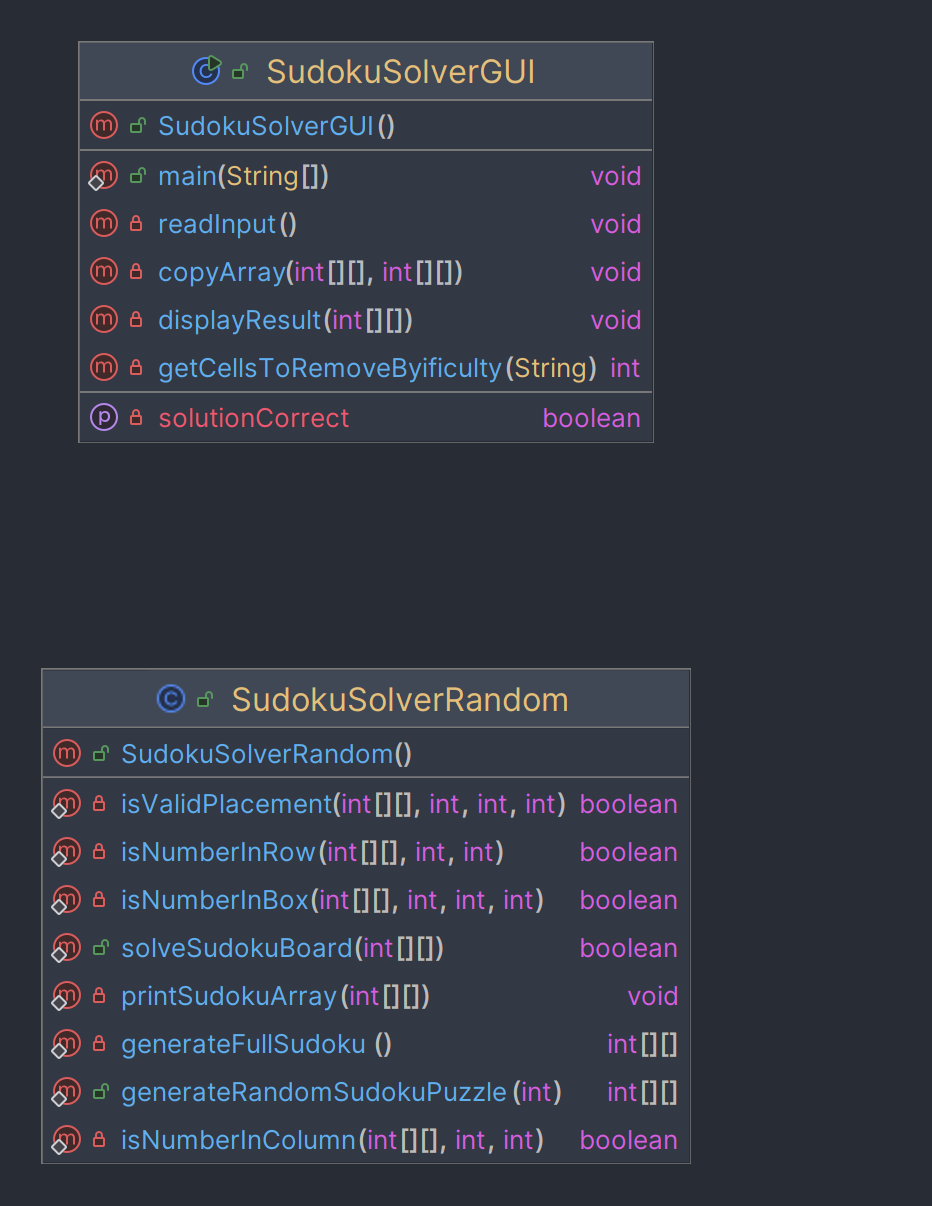 SudokuSolverGUI
SudokuSolverGUI()
main(String[]) void
readInput() void
copyArray(int[][], int[][]) void
displayResult(int[][]) void
getCellsToRemoveByificulty(String) int
solutionCorrect boolean
SudokuSolverRandom
SudokuSolverRandom()
isValidPlacement(int[][], int, int, int) boolean
isNumberInRow(int[][], int, int) boolean
isNumberInBox(int[][], int, int, int) boolean
solveSudokuBoard(int[][]) boolean
printSudokuArray(int[][]) void
generateFullSudoku () int[][]
generateRandomSudokuPuzzle (int) int[][]
isNumberInColumn(int[][], int, int) boolean